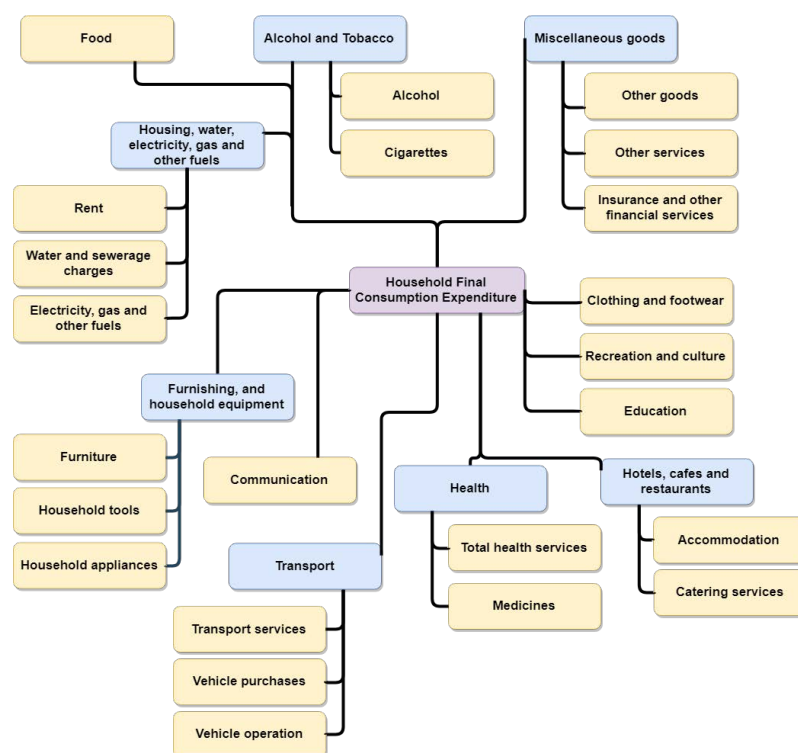 Food
Alcohol and Tobacco
Miscellaneous goods
Alcohol
Cigarettes
Other goods
Other services
Insurance and other
financial services
Housing, water,
electricity, gas and
other fuels
Rent
Water and sewerage
charges
Electricity, gas and
other fuels
Household Final
Consumption Expenditure
Clothing and footwear
Recreation and culture
Education
Furnishing, and
household equipment
Furniture
Household tools
Household appliances
Communication
Health
Total health services
Medicines
Hotels, cafes and
restaurants
Accommodation
Catering services
Transport
Transport services
Vehicle purchases
Vehicle operation